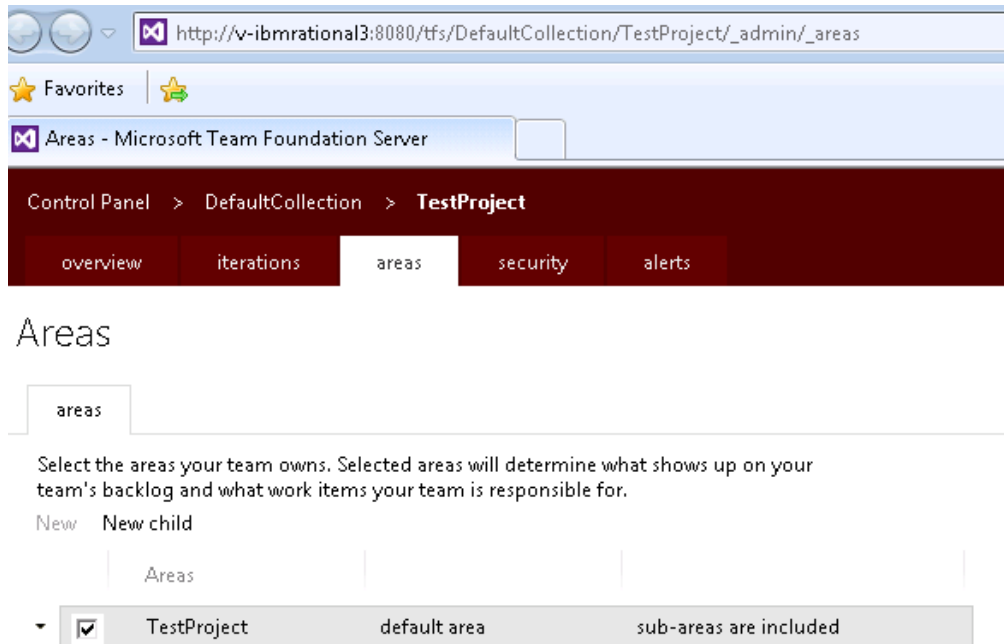 http://v-ibmrational3:8080/tfs/DefaultCollection/TestProject/_admin/_areas
Favorites
Areas - Microsoft Team Foundation Server
Control Panel > DefaultCollection > TestProject
overview iterations areas security alerts
Areas
areas
Select the areas your team owns. Selected areas will determine what shows up on your
team's backlog and what work items your team is responsible for.
New New child
Areas
TestProject default area sub-areas are included